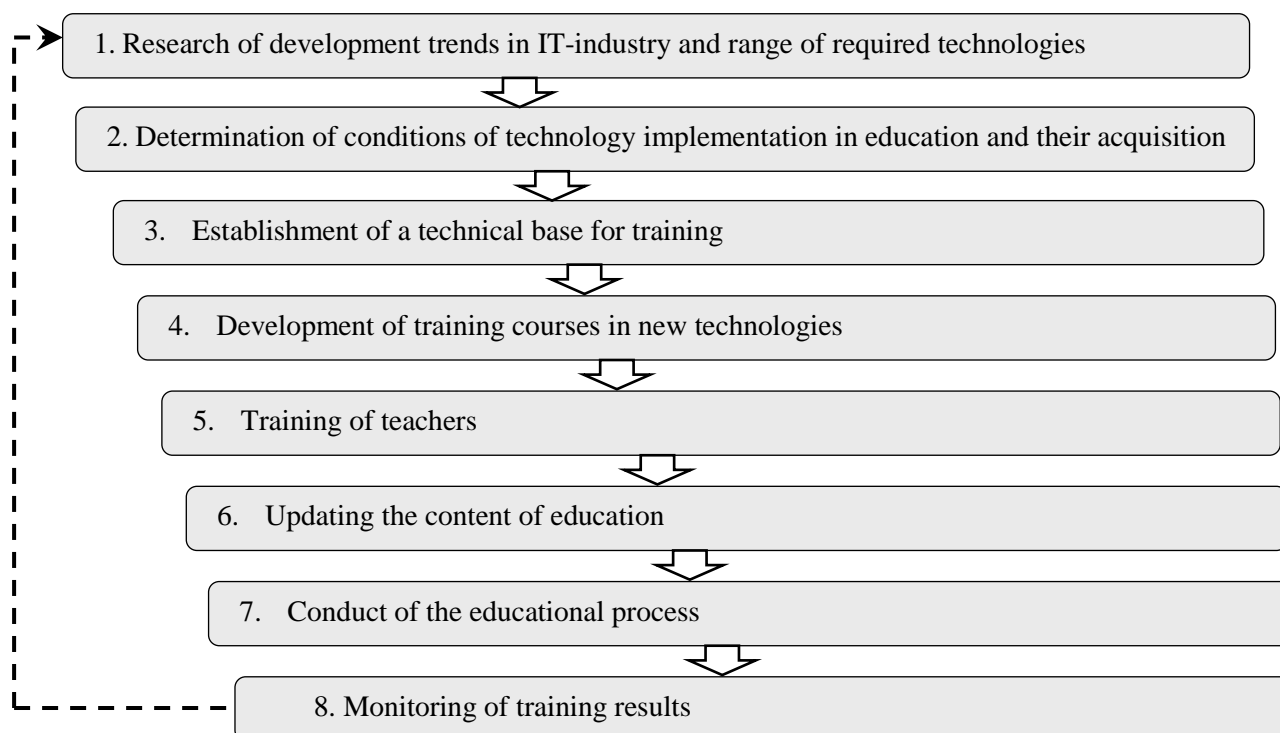 1. Research of development trends in IT-industry and range of required technologies
2. Determination of conditions of technology implementation in education and their acquisition
3. Establishment of a technical base for training
4. Development of training courses in new technologies
5. Training of teachers
6. Updating the content of education
7. Conduct of the educational process
8. Monitoring of training results